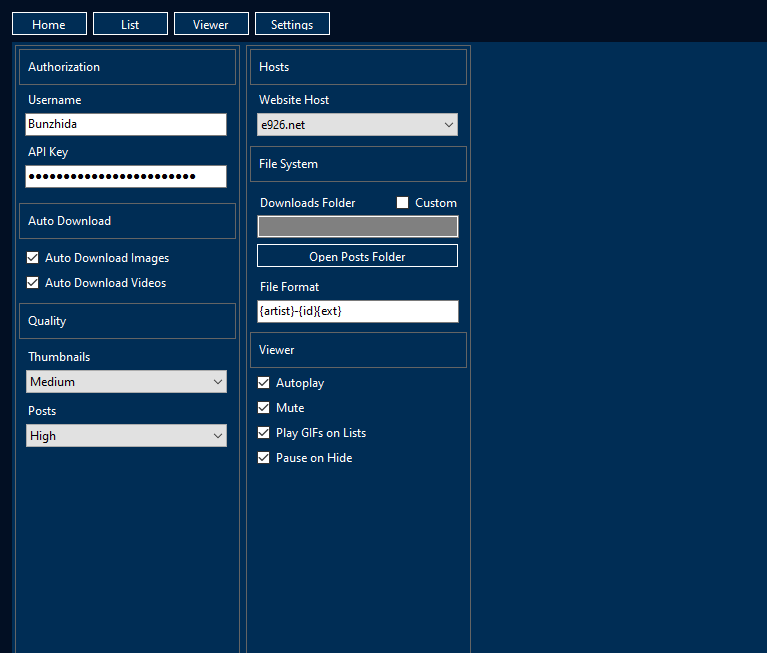 Home List Viewer Settings
Authorization
Username
Bunzhida
API Key
●●●●●●●●●●●●●●●●●●●●●●●●
Auto Download
Auto Download Images
Auto Download Videos
Quality
Thumbnails
Medium
Posts
High
Hosts
Website Host
e926.net
File System
Downloads Folder Custom
Open Posts Folder
File Format
{artist}-{id}{ext}
Viewer
Autoplay
Mute
Play GIFs on Lists
Pause on Hide